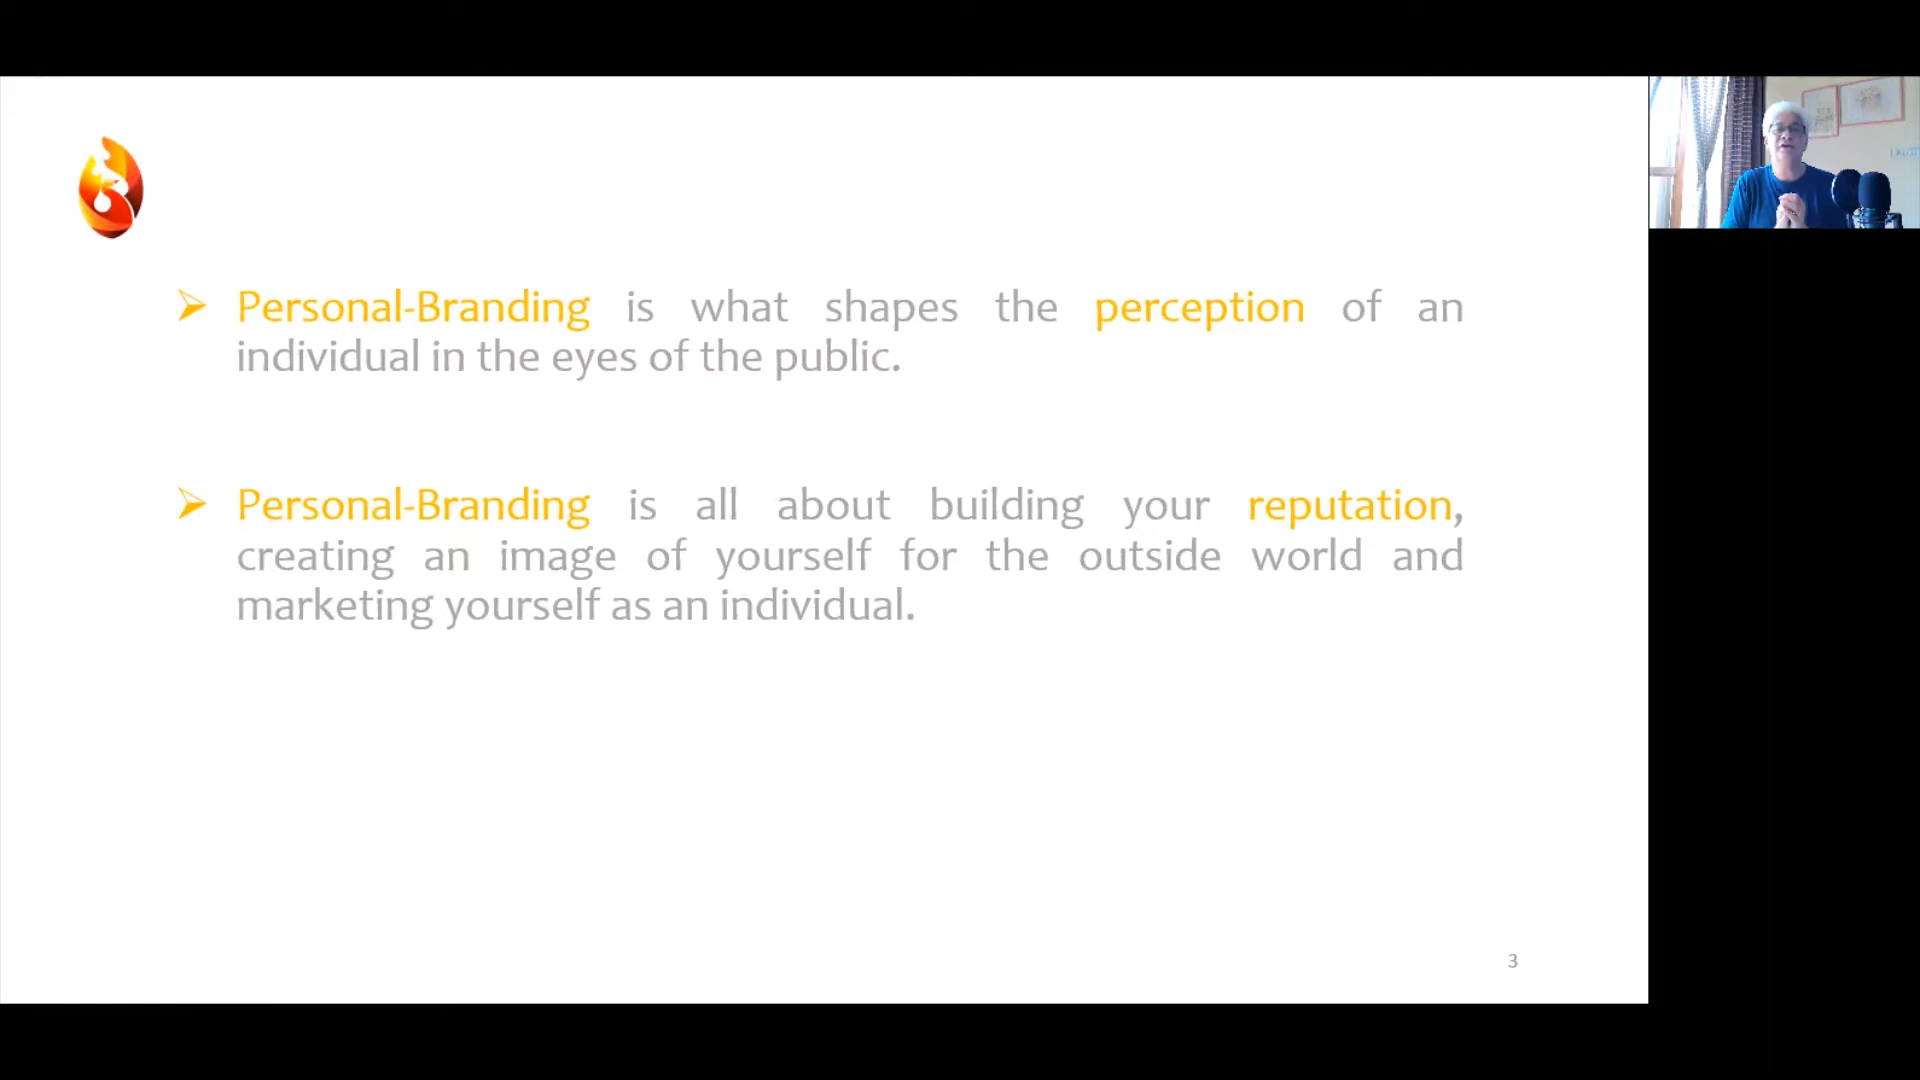 Personal-Branding is what shapes the perception of an
individual in the eyes of the public.
Personal-Branding is all about building your reputation,
creating an image of yourself for the outside world and
marketing yourself as an individual.
3